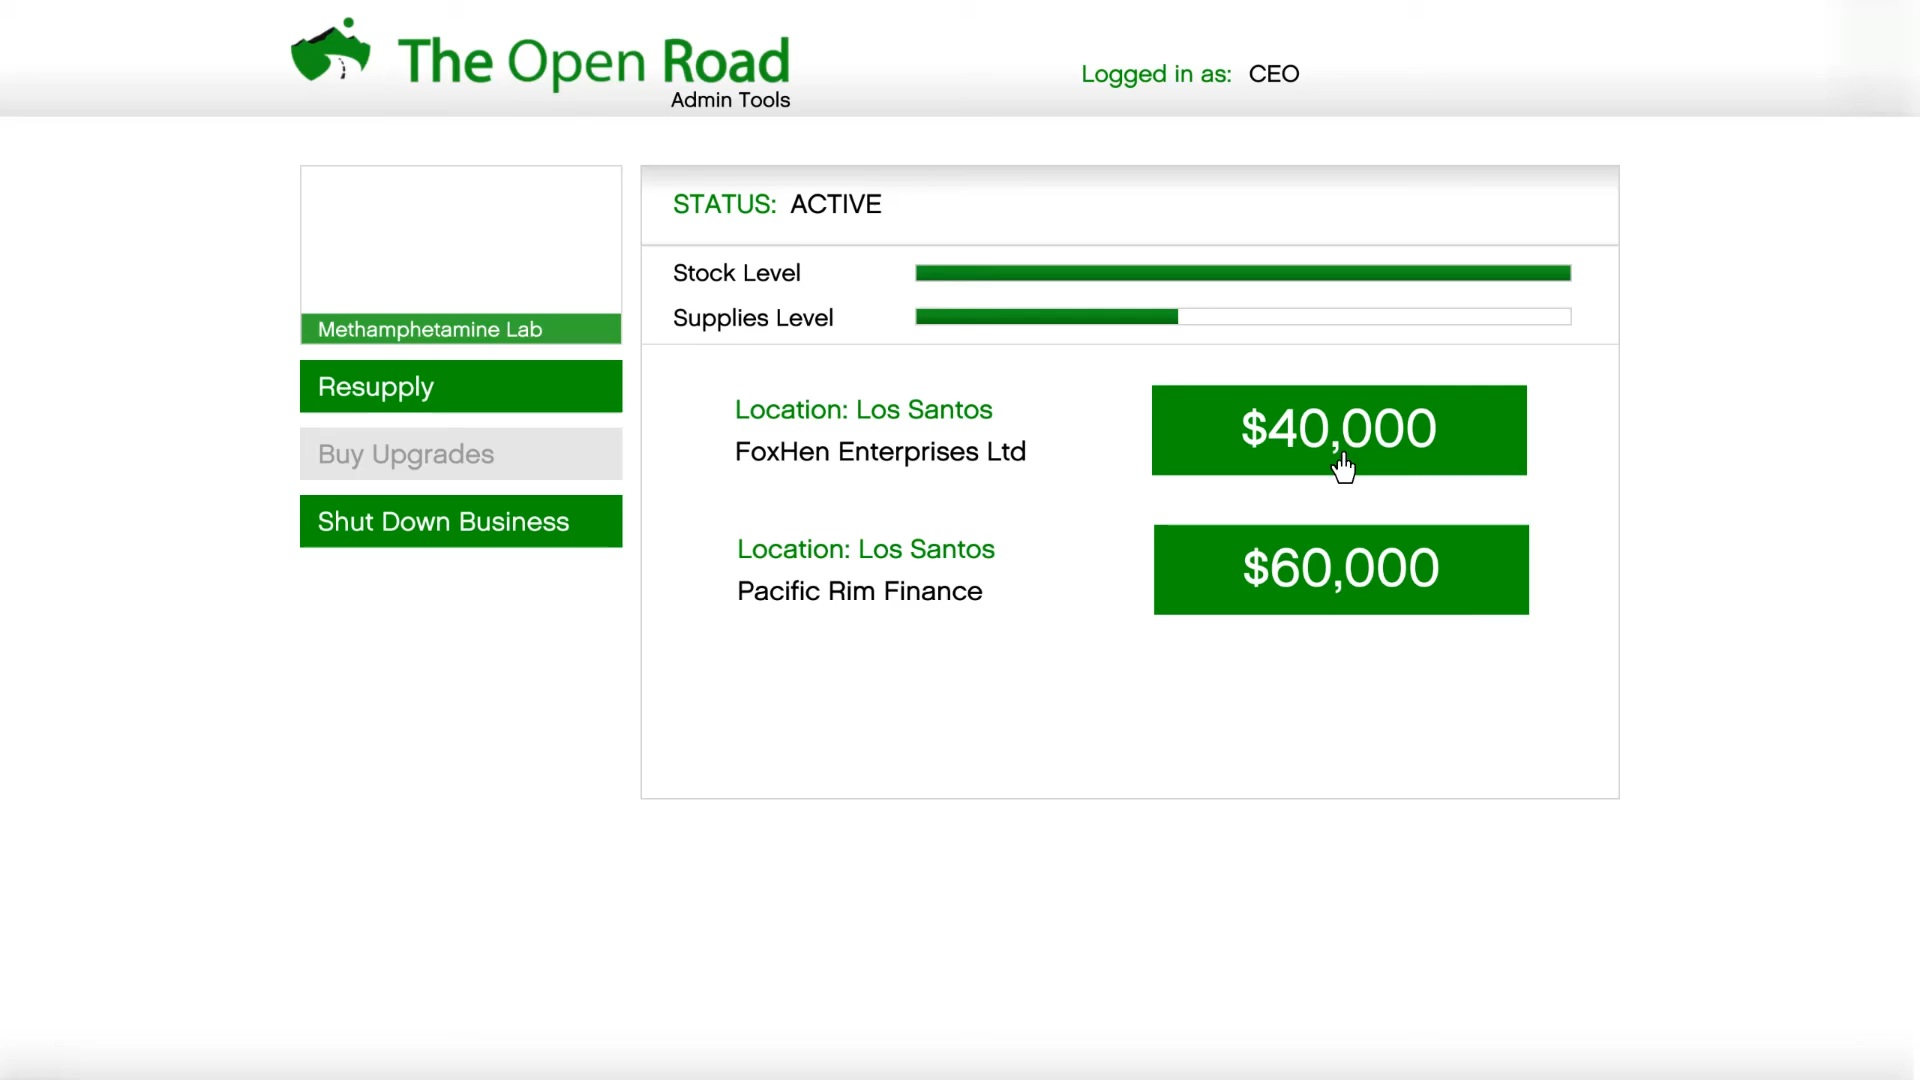 The Open Road
Admin Tools
Logged in as: CEO
Methamphetamine Lab
Resupply
Buy Upgrades
Shut Down Business
STATUS: ACTIVE
Stock Level
Supplies Level
Location: Los Santos
FoxHen Enterprises Ltd
$40,000
Location: Los Santos
Pacific Rim Finance
$60,000